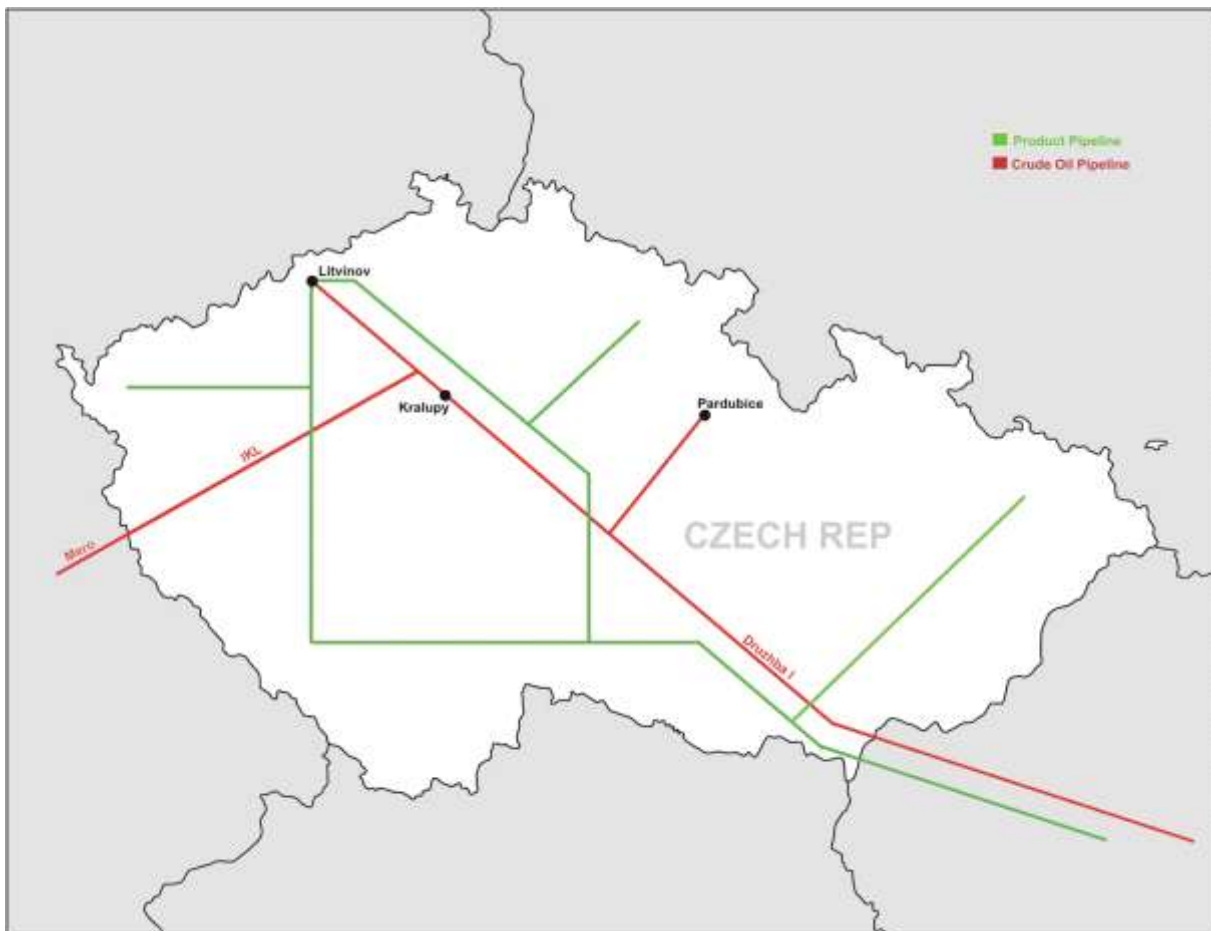 Product Pipeline
Crude Oil Pipeline
Litvinov
Kralupy
Pardubice
IKL
Mero
CZECH REP
Druzhba I